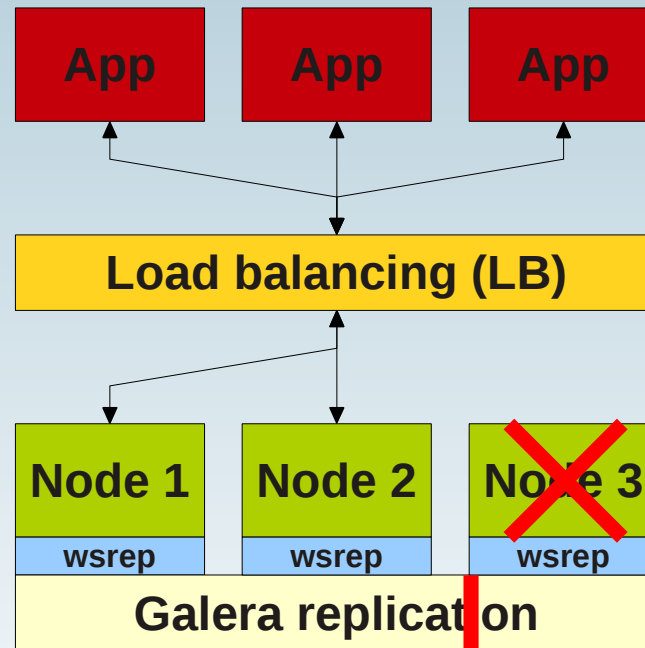 App App App
Load balancing (LB)
Node 1 Node 2 Node 3
wsrep wsrep wsrep
Galera replication